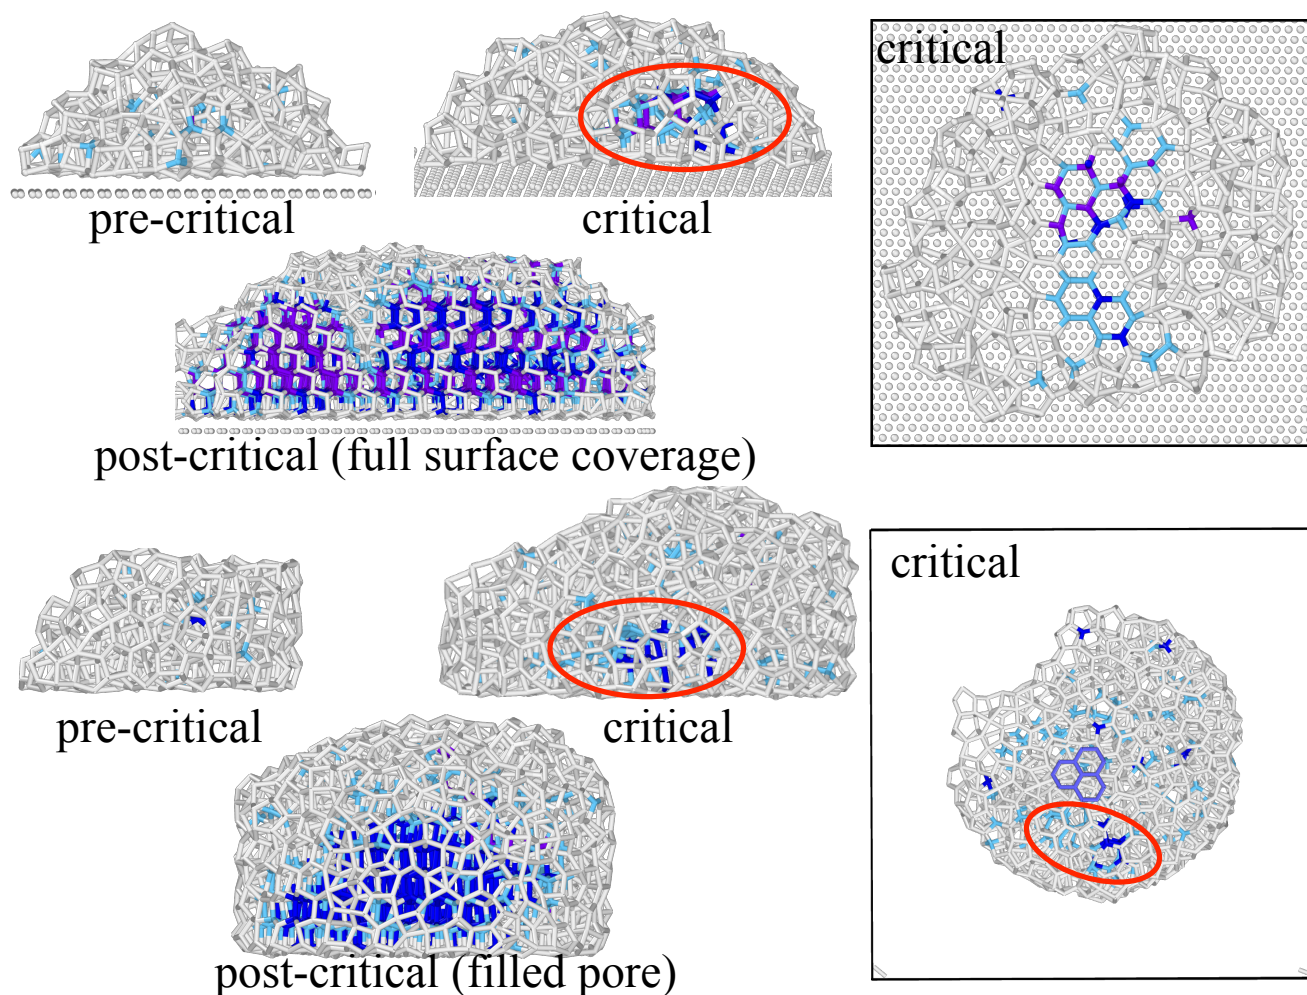 critical
pre-critical
critical
post-critical (full surface coverage)
critical
pre-critical
critical
post-critical (filled pore)